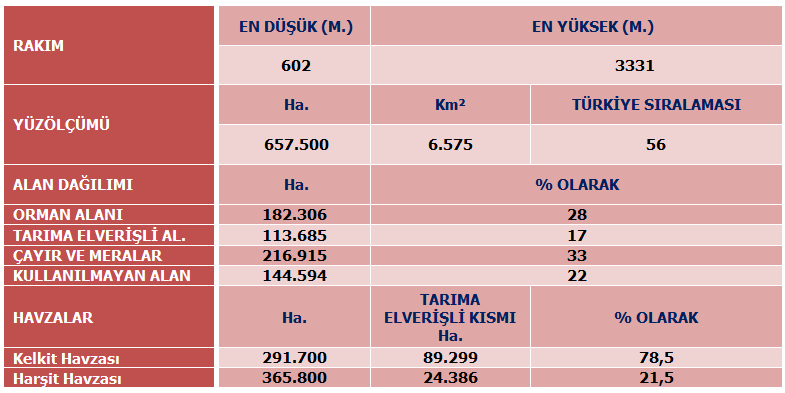 RAKIM
EN DÜŞÜK (M.)
EN YÜKSEK (M.)
602
3331
YÜZÖLÇÜMÜ
Ha.
Km²
TÜRKİYE SIRALAMASI
657.500
6.575
56
ALAN DAĞILIMI
Ha.
% OLARAK
ORMAN ALANI
182.306
28
TARIMA ELVERİŞLİ AL.
113.685
17
ÇAYIR VE MERALAR
216.915
33
KULLANILMAYAN ALAN
144.594
22
HAVZALAR
Ha.
TARIMA
ELVERİŞLİ KISMI
Ha.
% OLARAK
Kelkit Havzası
291.700
89.299
78,5
Harşit Havzası
365.800
24.386
21,5